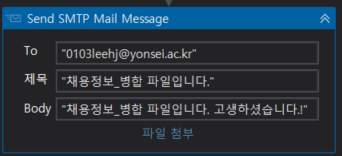 Send SMTP Mail Message
To "0103leehj@yonsei.ac.kr"
제목 "채용정보_병합 파일입니다."
Body "채용정보_병합 파일입니다. 고생하셨습니다.!"
파일 첨부